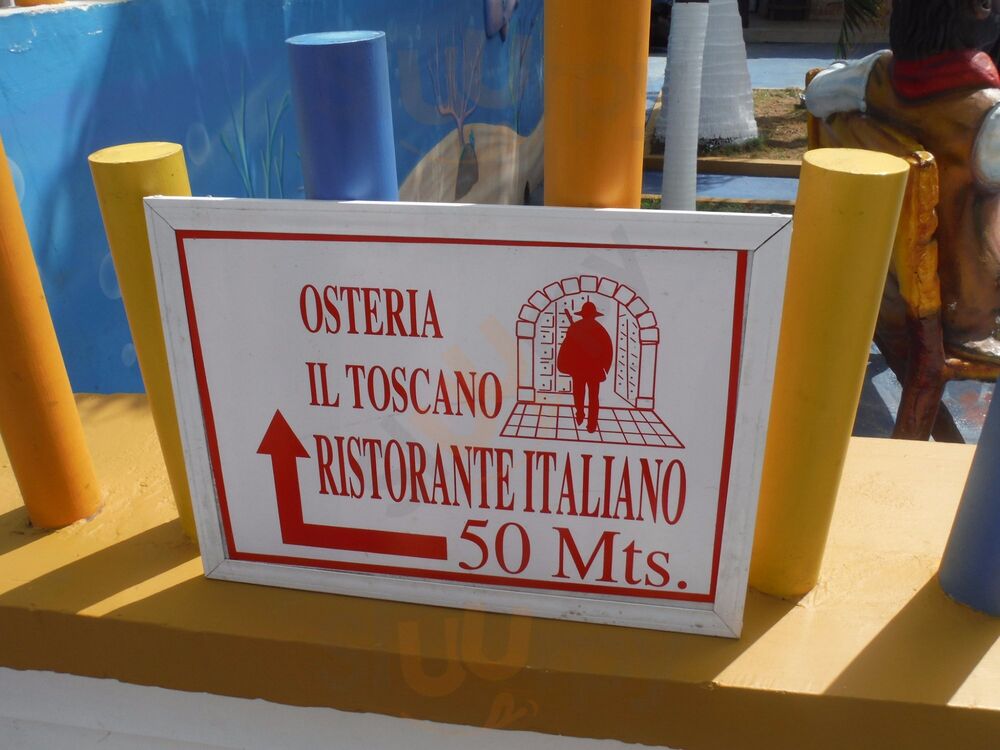 OSTERIA
IL TOSCANO
RISTORANTE ITALIANO
50 Mts.